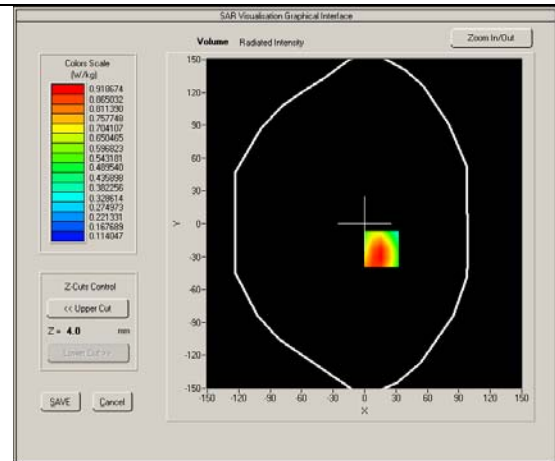 SAR Visualisation Graphical Interface
Volume Radiated Intensity
Zoom In/Out
Colors Scale
(W/kg)
0.918674
0.865032
0.811390
0.757748
0.704107
0.650465
0.596823
0.543181
0.489540
0.435898
0.382256
0.328614
0.274973
0.221331
0.167689
0.114047
Z-Cuts Control
<< Upper Cut
Z = 4.0 mm
Lower Cut >>
SAVE Cancel
150
120
90
60
30
0
-30
-60
-90
-120
-150
Y
-150 -120 -90 -60 -30 0 30 60 90 120 150
X